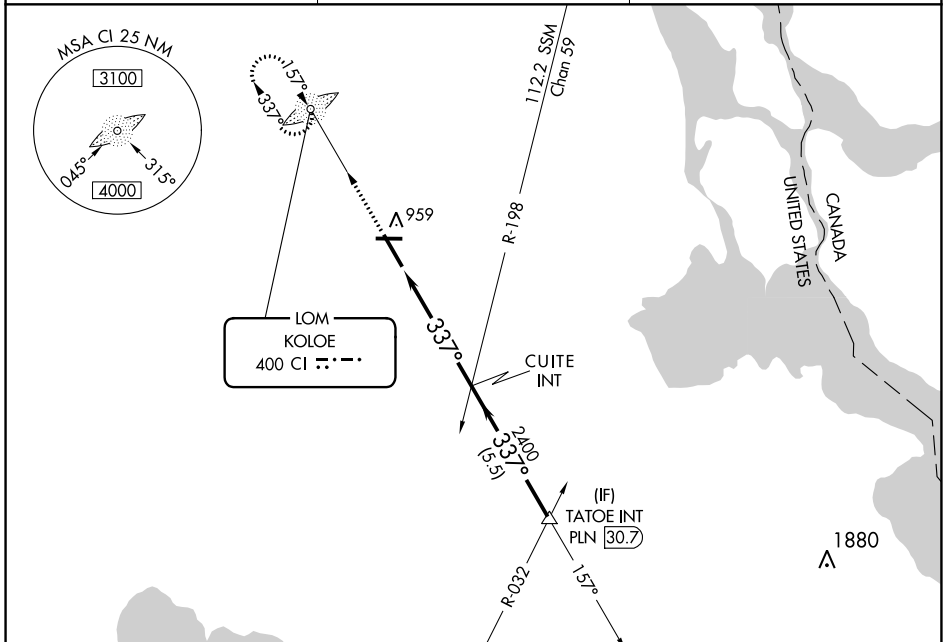 MSA CI 25 NM
3100
045°
315°
4000
157°
337°
112.2 SSM
Chan 59
R-198
959
LOM
KOLOE
400 CI
337°
CUITE
INT
2400
337°
(5.5)
(IF)
TATOE INT
PLN 30.7
R-032
157°
1880
CANADA
UNITED STATES